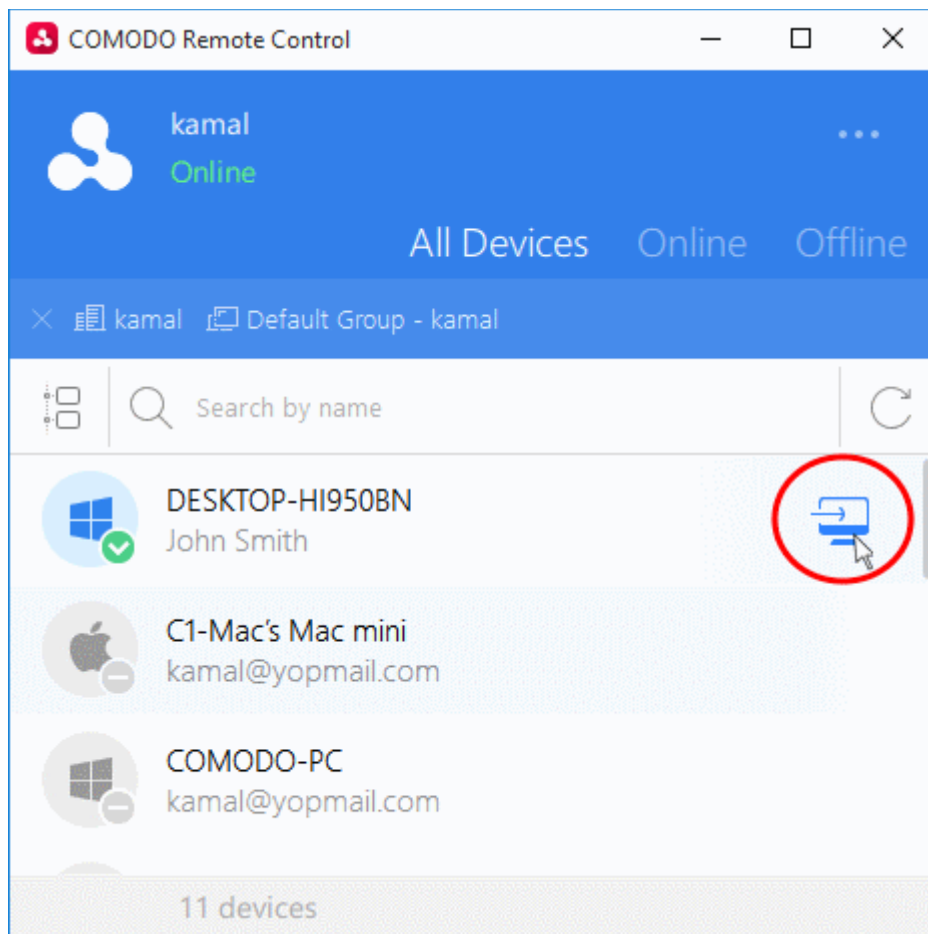 COMODO Remote Control
kamal
...
Online
All Devices Online Offline
kamal Default Group - kamal
Search by name
DESKTOP-HI950BN
John Smith
C1-Mac’s Mac mini
kamal@yopmail.com
COMODO-PC
kamal@yopmail.com
11 devices